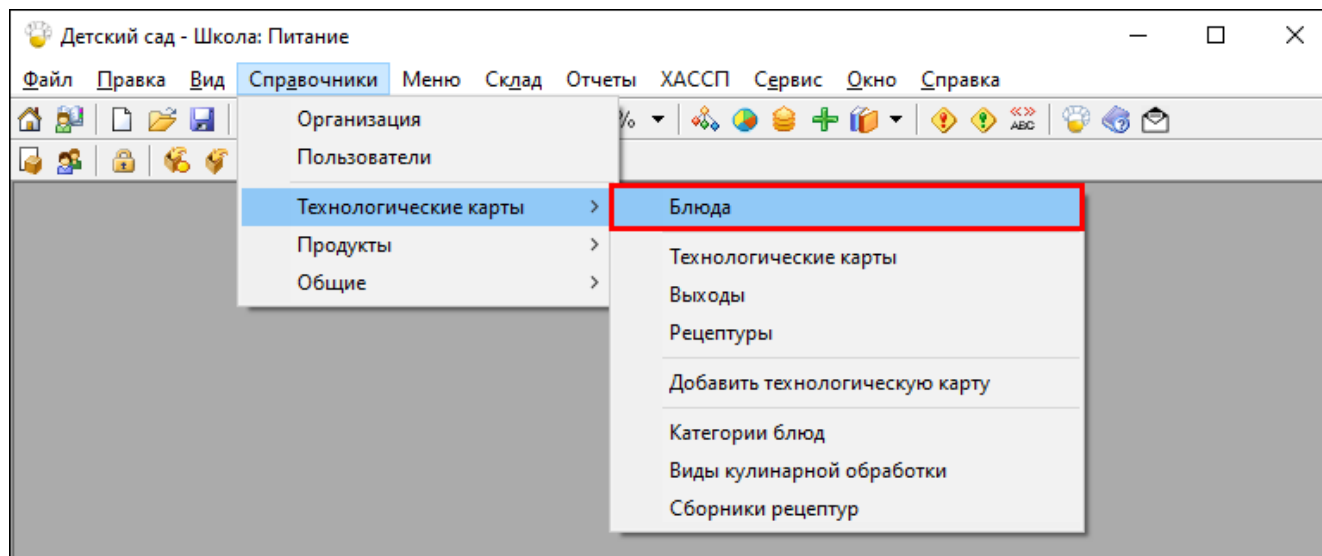 Детский сад - Школа: Питание
Файл Правка Вид Справочники Меню Склад Отчеты ХАССП Сервис Окно Справка
Организация
%
ABC
Пользователи
Технологические карты
Блюда
Продукты
Технологические карты
Общие
Выходы
Рецептуры
Добавить технологическую карту
Категории блюд
Виды кулинарной обработки
Сборники рецептур